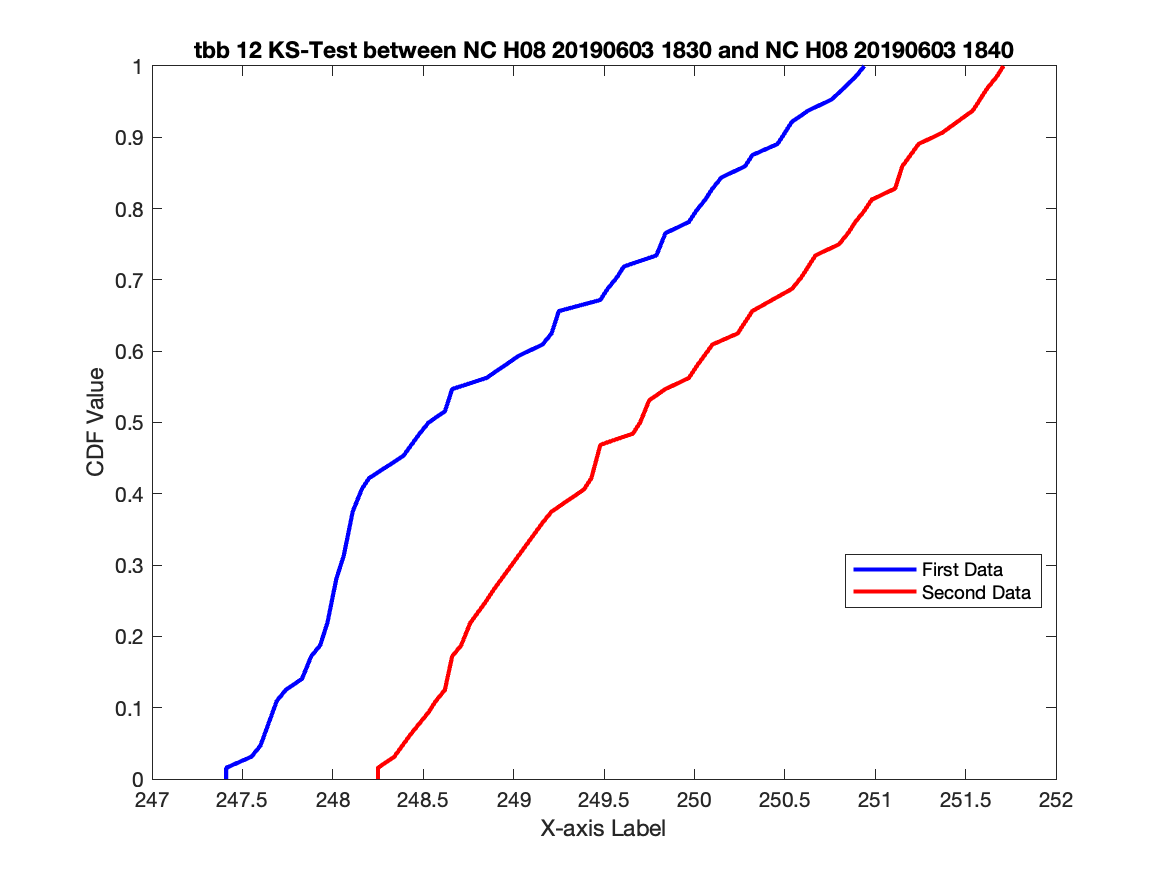 tbb 12 KS-Test between NC H08 20190603 1830 and NC H08 20190603 1840
1
0.9
0.8
0.7
0.6
0.5
0.4
0.3
0.2
0.1
0
CDF Value
First Data
Second Data
247 247.5 248 248.5 249 249.5 250 250.5 251 251.5 252
X-axis Label